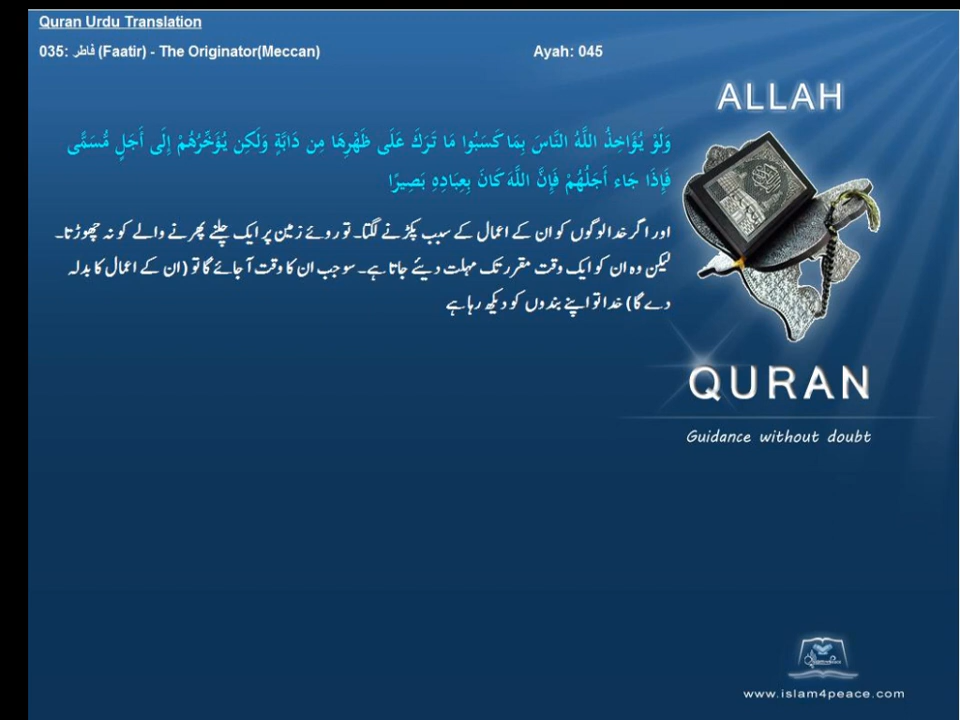 Quran Urdu Translation
035: فاطر (Faatir) - The Originator(Meccan)
Ayah: 045
ALLAH
وَلَوْ يُؤَاخِذُ اللَّهُ النَّاسَ بِمَا كَسَبُوا مَا تَرَكَ عَلَى ظَهْرِهَا مِن دَابَّةٍ وَلَكِن يُؤَخِّرُهُمْ إِلَى أَجَلٍ مُّسَمًّى
فَإِذَا جَاء أَجَلُهُمْ فَإِنَّ اللَّهَ كَانَ بِعِبَادِهِ بَصِيرًا
اور اگر خدا لوگوں کو ان کے اعمال کے سبب پکڑنے لگتا۔ تو روئے زمین پر ایک چلنے پھرنے والے کو نہ چھوڑتا۔
لیکن وہ ان کو ایک وقت مقرر تک مہلت دیئے جاتا ہے۔ سو جب ان کا وقت آجائے گا تو (ان کے اعمال کا بدلہ
دے گا) خدا تو اپنے بندوں کو دیکھ رہا ہے
QURAN
Guidance without doubt
www.islam4peace.com